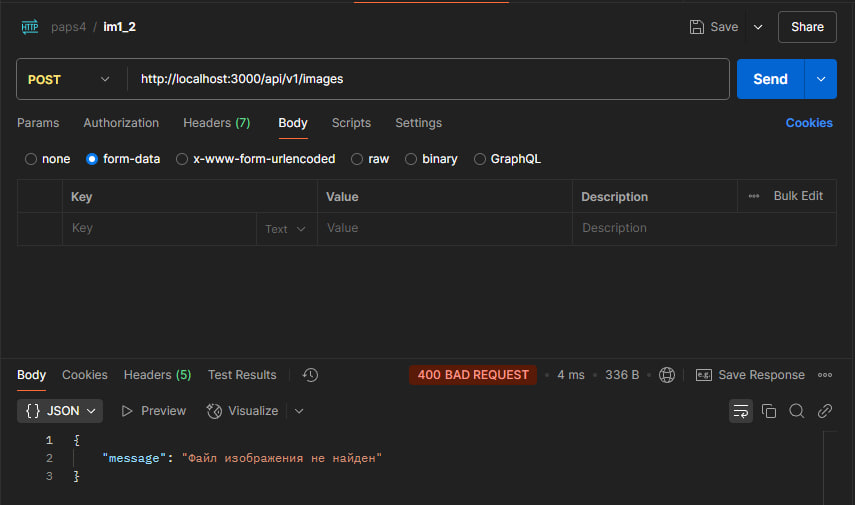 HTTP paps4 / im1_2 Save Share
POST http://localhost:3000/api/v1/images Send
Params Authorization Headers (7) Body Scripts Settings Cookies
none form-data x-www-form-urlencoded raw binary GraphQL
Key Value Description Bulk Edit
Key Text Value Description
Body Cookies Headers (5) Test Results 400 BAD REQUEST • 4 ms • 336 B • e.g. Save Response
{} JSON Preview Visualize
1 {
2 "message": "Файл изображения не найден"
3 }